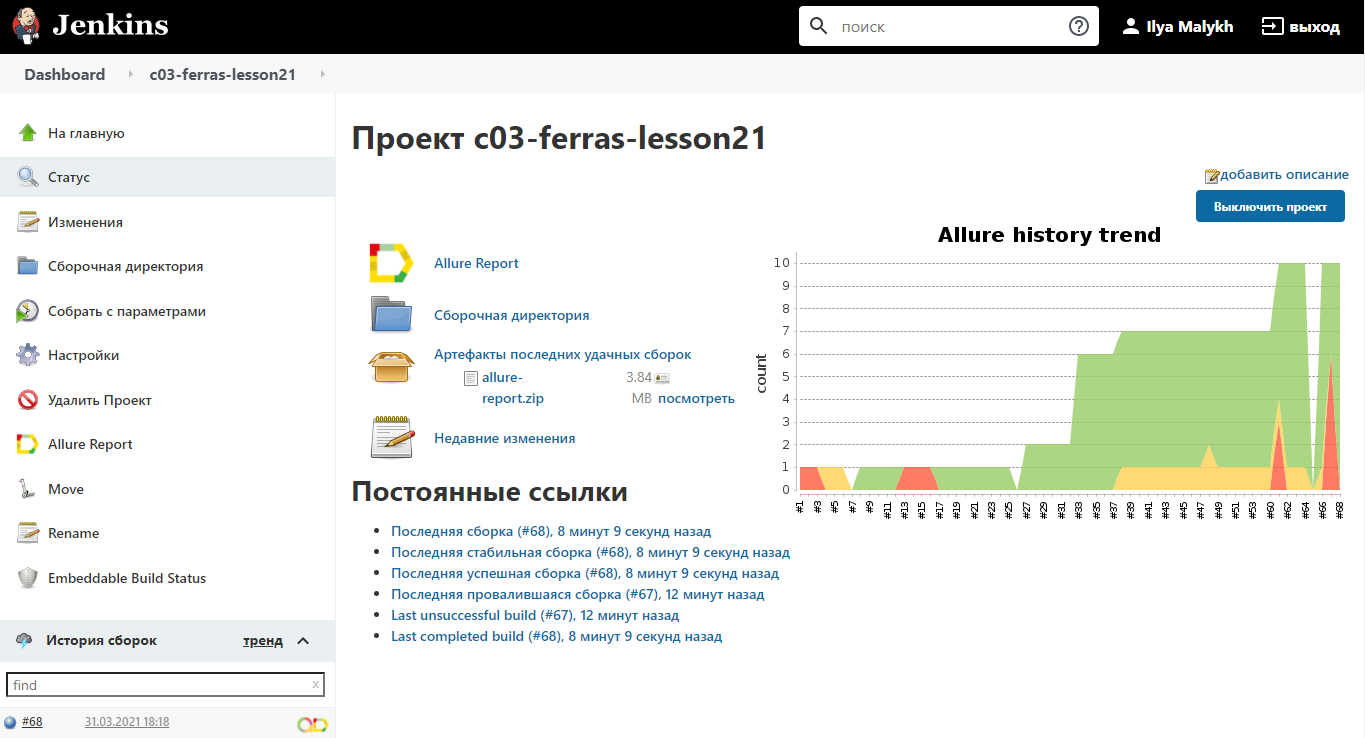 Jenkins
поиск
Ilya Malykh
выход
Dashboard
c03-ferras-lesson21
На главную
Статус
Изменения
Сборочная директория
Собрать с параметрами
Настройки
Удалить Проект
Allure Report
Move
Rename
Embeddable Build Status
История сборок
тренд
find
x
#68
31.03.2021 18:18
Проект c03-ferras-lesson21
добавить описание
Выключить проект
Allure Report
Сборочная директория
Артефакты последних удачных сборок
allure-
report.zip
3.84
MB
посмотреть
Недавние изменения
Allure history trend
count
10
9
8
7
6
5
4
3
2
1
0
#1
#3
#5
#7
#9
#11
#13
#15
#17
#19
#21
#23
#25
#27
#29
#31
#33
#35
#37
#39
#41
#43
#45
#47
#49
#51
#53
#60
#62
#64
#66
#68
Постоянные ссылки
Последняя сборка (#68), 8 минут 9 секунд назад
Последняя стабильная сборка (#68), 8 минут 9 секунд назад
Последняя успешная сборка (#68), 8 минут 9 секунд назад
Последняя провалившаяся сборка (#67), 12 минут назад
Last unsuccessful build (#67), 12 минут назад
Last completed build (#68), 8 минут 9 секунд назад